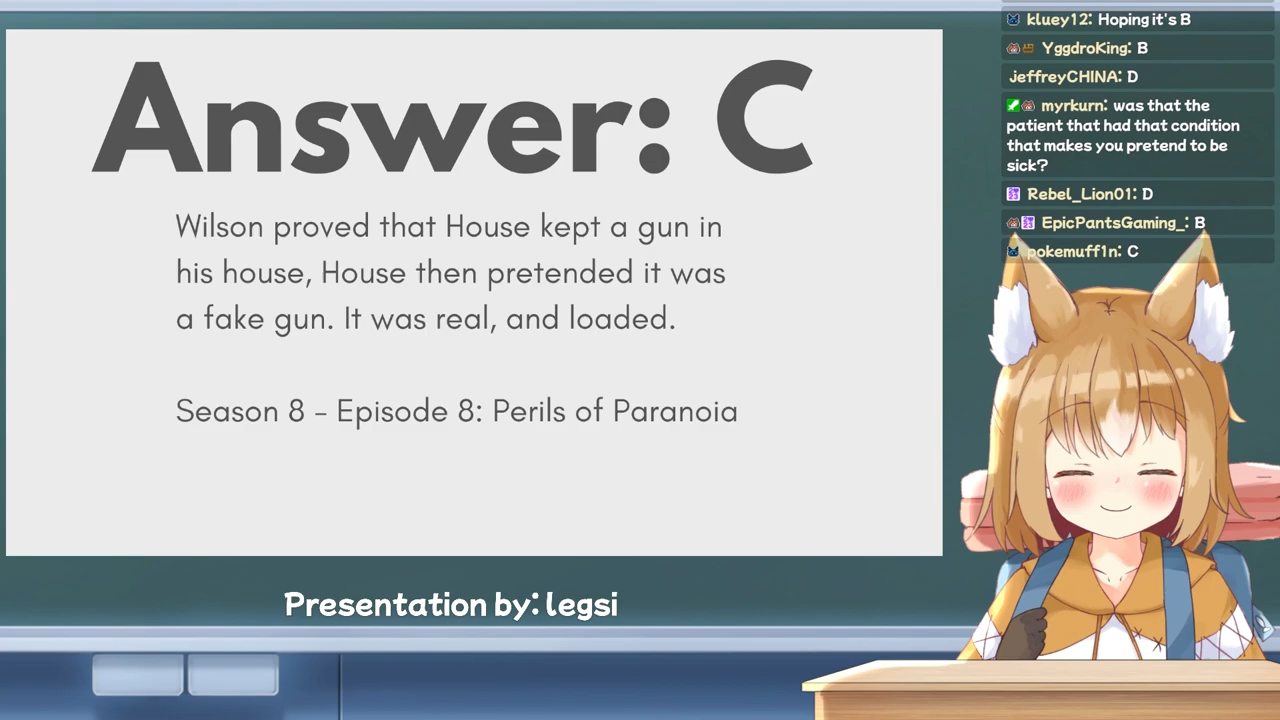 Answer: C
Wilson proved that House kept a gun in
his house, House then pretended it was
a fake gun. It was real, and loaded.
Season 8 - Episode 8: Perils of Paranoia
Presentation by: legsi
kluey12: Hoping it's B
YggdroKing: B
jeffreyCHINA: D
myrkurn: was that the
patient that had that condition
that makes you pretend to be
sick?
Rebel_Lion01: D
EpicPantsGaming_: B
pokemuff1n: C